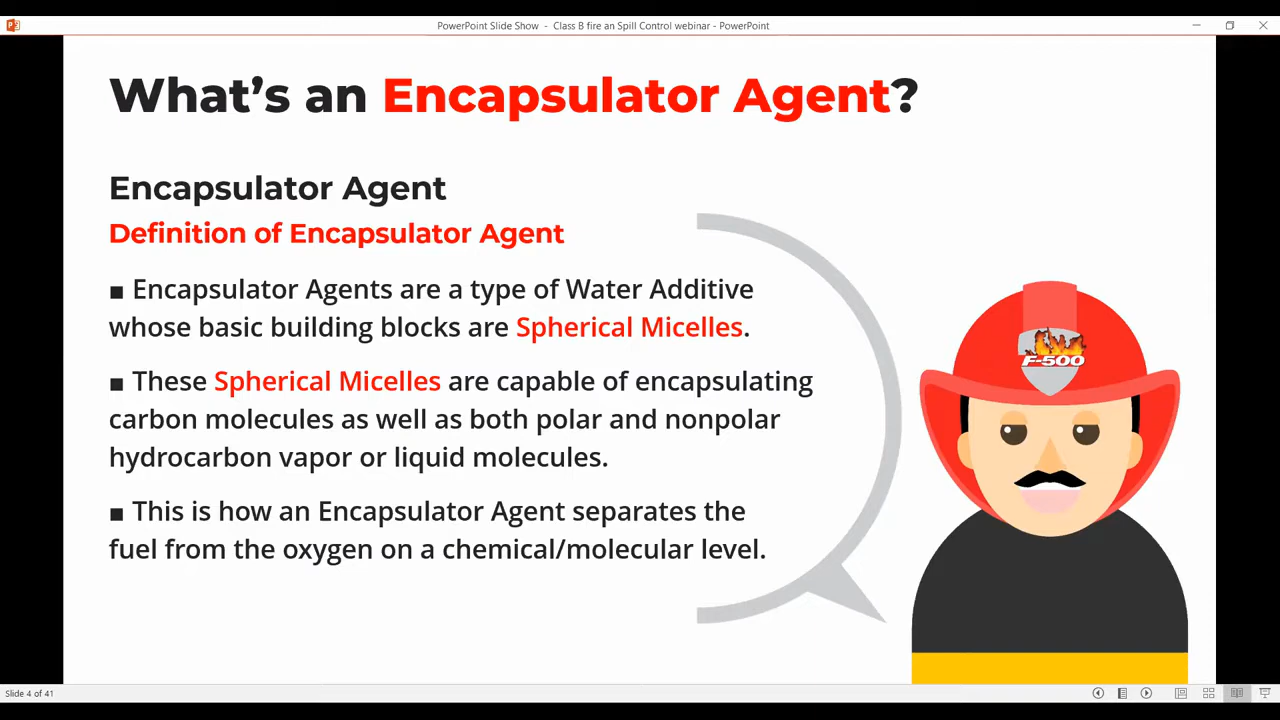 PowerPoint Slide Show - Class B fire an Spill Control webinar - PowerPoint
What’s an Encapsulator Agent?
Encapsulator Agent
Definition of Encapsulator Agent
■ Encapsulator Agents are a type of Water Additive
whose basic building blocks are Spherical Micelles.
■ These Spherical Micelles are capable of encapsulating
carbon molecules as well as both polar and nonpolar
hydrocarbon vapor or liquid molecules.
■ This is how an Encapsulator Agent separates the
fuel from the oxygen on a chemical/molecular level.
F-500
Slide 4 of 41